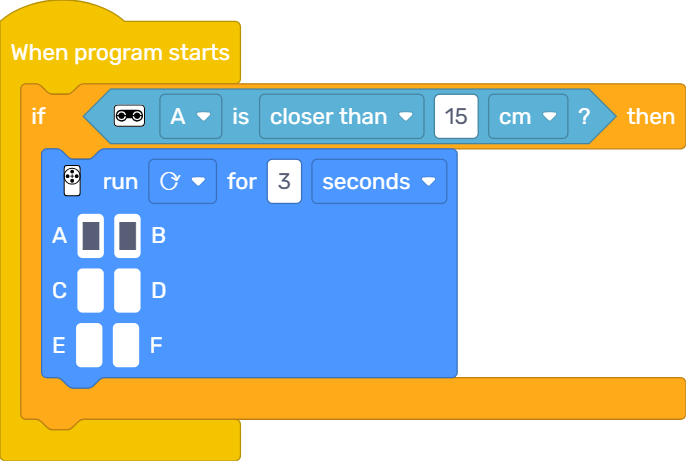 When program starts
if A is closer than 15 cm ? then
run for 3 seconds
A B
C D
E F